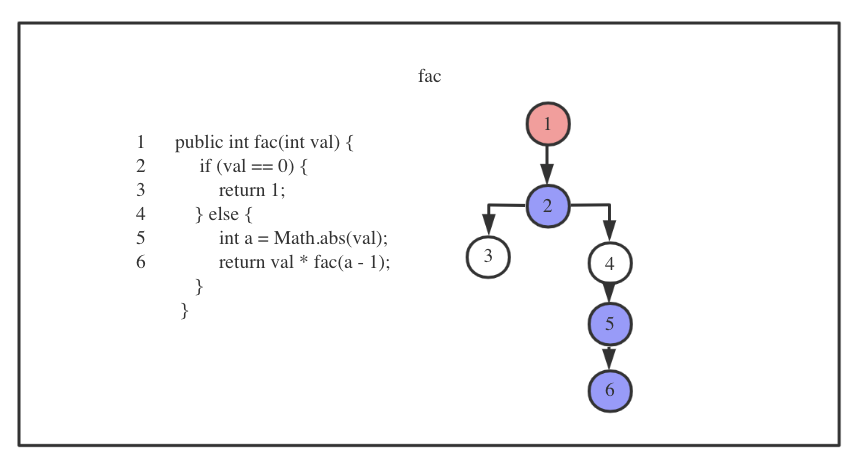 fac
1 public int fac(int val) {
2 if (val == 0) {
3 return 1;
4 } else {
5 int a = Math.abs(val);
6 return val * fac(a - 1);
}
}
1
2
3
4
5
6